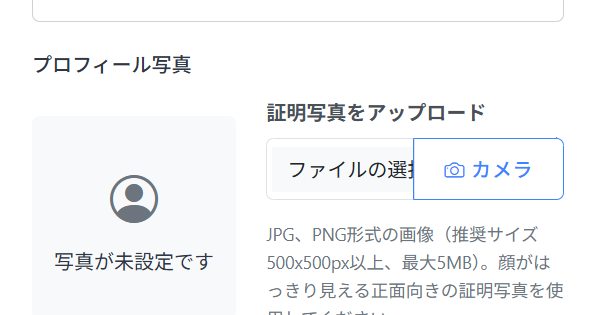 プロフィール写真
証明写真をアップロード
ファイルの選
カメラ
写真が未設定です
JPG、PNG形式の画像（推奨サイズ
500x500px以上、最大5MB）。顔がは
っきり見える正面向きの証明写真を使